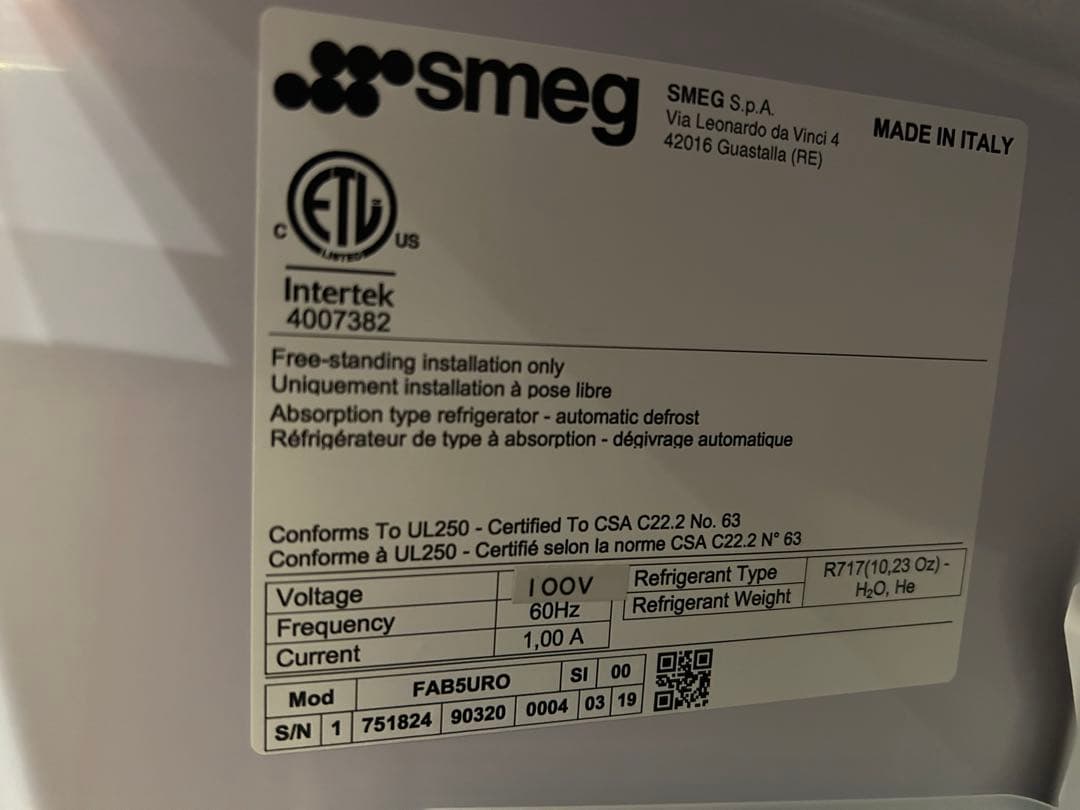 smeg
SMEG S.p.A.
Via Leonardo da Vinci 4
42016 Guastalla (RE)
MADE IN ITALY
C ETL US
LISTED
Intertek
4007382
Free-standing installation only
Uniquement installation à pose libre
Absorption type refrigerator - automatic defrost
Réfrigérateur de type à absorption - dégivrage automatique
Conforms To UL250 - Certified To CSA C22.2 No. 63
Conforme à UL250 - Certifié selon la norme CSA C22.2 N° 63
Voltage 100V
Frequency 60Hz
Current 1,00 A
Refrigerant Type R717(10,23 Oz) -
Refrigerant Weight H₂O, He
Mod FAB5URO SI 00
S/N 1 751824 90320 0004 03 19